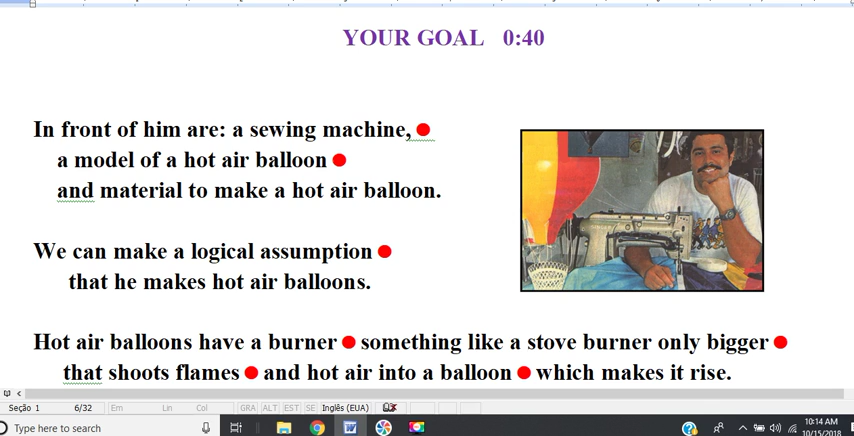 YOUR GOAL 0:40
In front of him are: a sewing machine,
a model of a hot air balloon
and material to make a hot air balloon.
We can make a logical assumption
that he makes hot air balloons.
Hot air balloons have a burner something like a stove burner only bigger
that shoots flames and hot air into a balloon which makes it rise.
Seção 1 6/32 Em Lin Col GRA ALT EST SE Inglês (EUA)
Type here to search
10:14 AM
10/15/2018